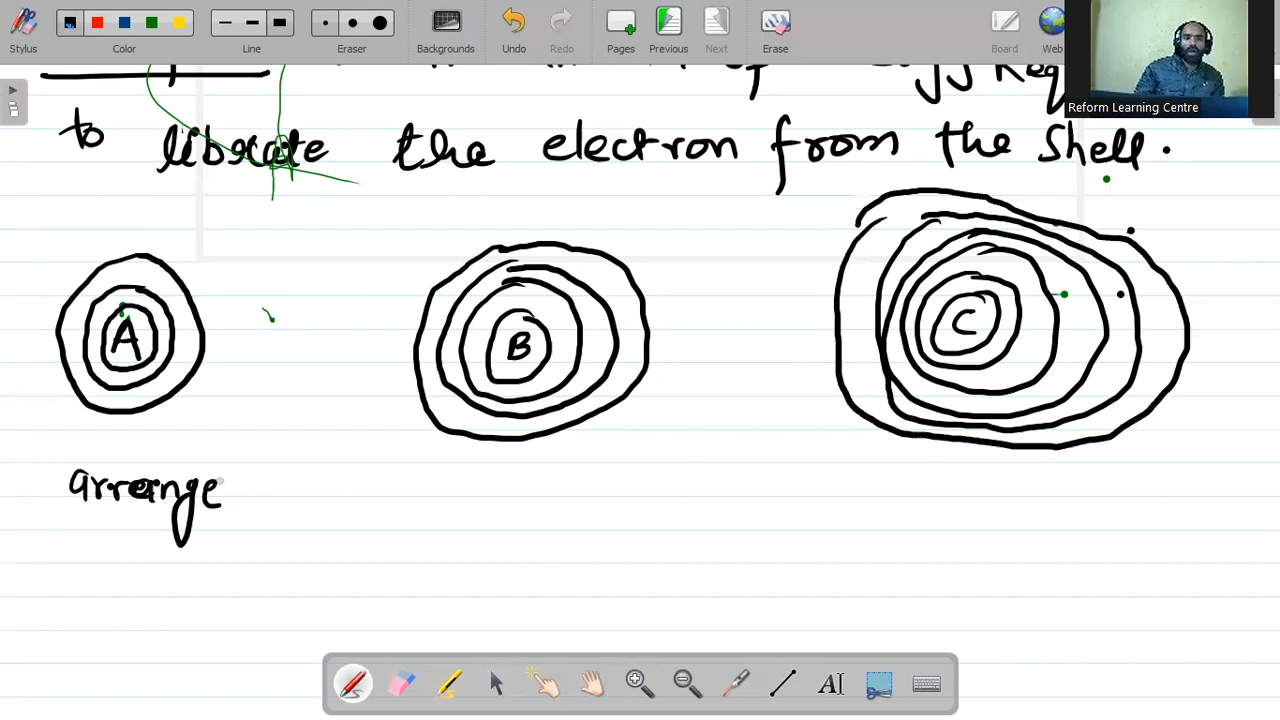 Stylus Color Line Eraser Backgrounds Undo Redo Pages Previous Next Erase Board Web
Reform Learning Centre
to liberate the electron from the shell.
A B C
arrange